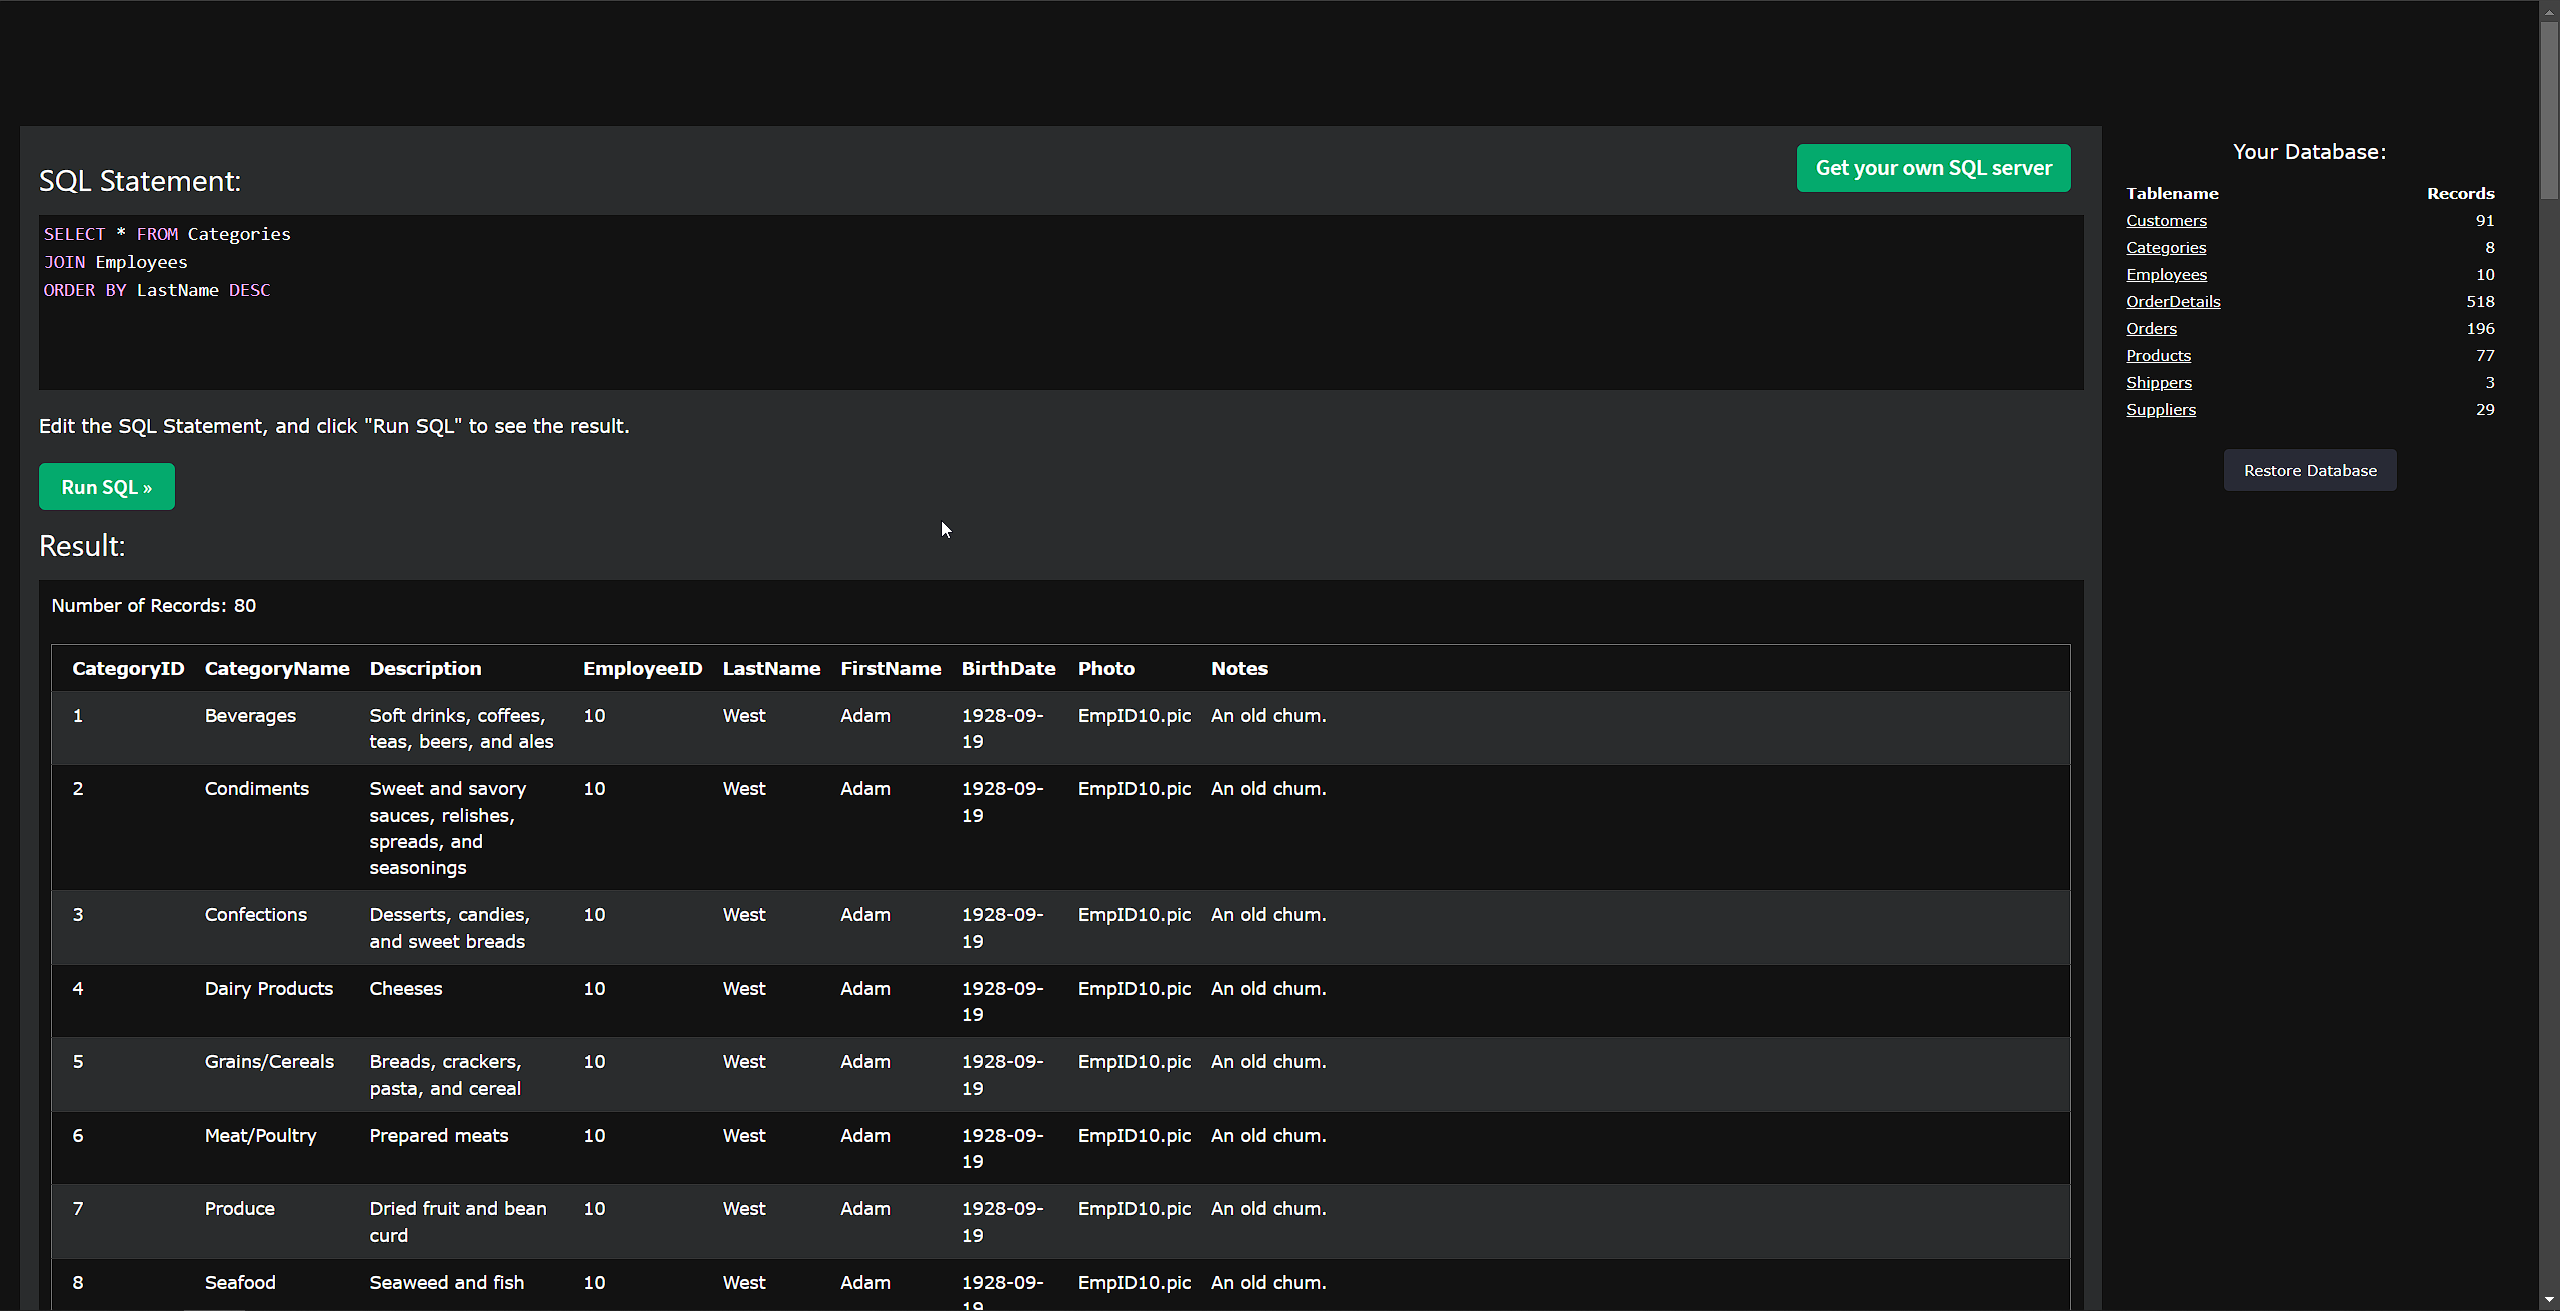 SQL Statement:
Get your own SQL server
SELECT * FROM Categories
JOIN Employees
ORDER BY LastName DESC
Edit the SQL Statement, and click "Run SQL" to see the result.
Run SQL »
Result:
Number of Records: 80
CategoryID CategoryName Description EmployeeID LastName FirstName BirthDate Photo Notes
1 Beverages Soft drinks, coffees, 10 West Adam 1928-09- EmpID10.pic An old chum.
teas, beers, and ales 19
2 Condiments Sweet and savory 10 West Adam 1928-09- EmpID10.pic An old chum.
sauces, relishes, 19
spreads, and
seasonings
3 Confections Desserts, candies, 10 West Adam 1928-09- EmpID10.pic An old chum.
and sweet breads 19
4 Dairy Products Cheeses 10 West Adam 1928-09- EmpID10.pic An old chum.
19
5 Grains/Cereals Breads, crackers, 10 West Adam 1928-09- EmpID10.pic An old chum.
pasta, and cereal 19
6 Meat/Poultry Prepared meats 10 West Adam 1928-09- EmpID10.pic An old chum.
19
7 Produce Dried fruit and bean 10 West Adam 1928-09- EmpID10.pic An old chum.
curd 19
8 Seafood Seaweed and fish 10 West Adam 1928-09- EmpID10.pic An old chum.
19
Your Database:
Tablename Records
Customers 91
Categories 8
Employees 10
OrderDetails 518
Orders 196
Products 77
Shippers 3
Suppliers 29
Restore Database